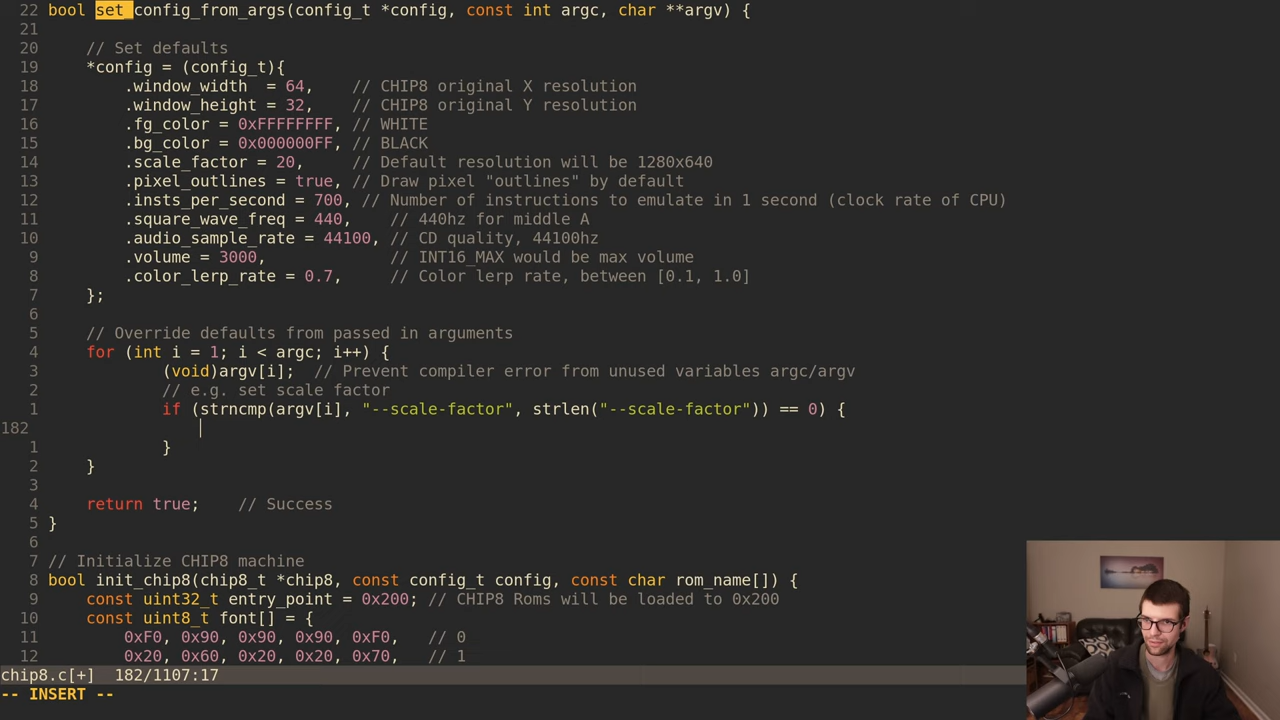 22 bool set_config_from_args(config_t *config, const int argc, char **argv) {
21
20     // Set defaults
19     *config = (config_t){
18         .window_width  = 64,    // CHIP8 original X resolution
17         .window_height = 32,    // CHIP8 original Y resolution
16         .fg_color = 0xFFFFFFFF, // WHITE
15         .bg_color = 0x000000FF, // BLACK
14         .scale_factor = 20,     // Default resolution will be 1280x640
13         .pixel_outlines = true, // Draw pixel "outlines" by default
12         .insts_per_second = 700, // Number of instructions to emulate in 1 second (clock rate of CPU)
11         .square_wave_freq = 440,    // 440hz for middle A
10         .audio_sample_rate = 44100, // CD quality, 44100hz
9         .volume = 3000,             // INT16_MAX would be max volume
8         .color_lerp_rate = 0.7,     // Color lerp rate, between [0.1, 1.0]
7     };
6
5     // Override defaults from passed in arguments
4     for (int i = 1; i < argc; i++) {
3             (void)argv[i];  // Prevent compiler error from unused variables argc/argv
2             // e.g. set scale factor
1             if (strncmp(argv[i], "--scale-factor", strlen("--scale-factor")) == 0) {
182
1             }
2     }
3
4     return true;    // Success
5 }
6
7 // Initialize CHIP8 machine
8 bool init_chip8(chip8_t *chip8, const config_t config, const char rom_name[]) {
9     const uint32_t entry_point = 0x200; // CHIP8 Roms will be loaded to 0x200
10     const uint8_t font[] = {
11         0xF0, 0x90, 0x90, 0x90, 0xF0,   // 0
12         0x20, 0x60, 0x20, 0x20, 0x70,   // 1
chip8.c[+]  182/1107:17
-- INSERT --